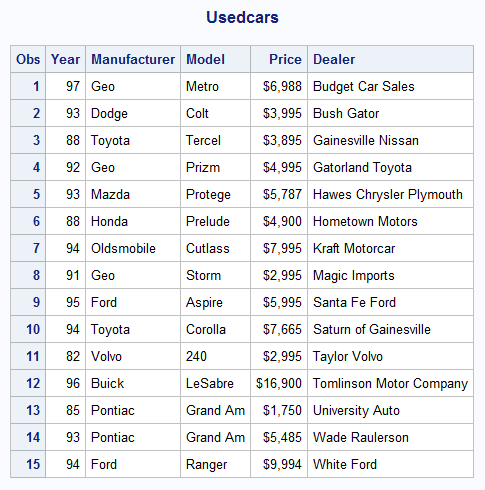 Usedcars
Obs Year Manufacturer Model Price Dealer
1 97 Geo Metro $6,988 Budget Car Sales
2 93 Dodge Colt $3,995 Bush Gator
3 88 Toyota Tercel $3,895 Gainesville Nissan
4 92 Geo Prizm $4,995 Gatorland Toyota
5 93 Mazda Protege $5,787 Hawes Chrysler Plymouth
6 88 Honda Prelude $4,900 Hometown Motors
7 94 Oldsmobile Cutlass $7,995 Kraft Motorcar
8 91 Geo Storm $2,995 Magic Imports
9 95 Ford Aspire $5,995 Santa Fe Ford
10 94 Toyota Corolla $7,665 Saturn of Gainesville
11 82 Volvo 240 $2,995 Taylor Volvo
12 96 Buick LeSabre $16,900 Tomlinson Motor Company
13 85 Pontiac Grand Am $1,750 University Auto
14 93 Pontiac Grand Am $5,485 Wade Raulerson
15 94 Ford Ranger $9,994 White Ford